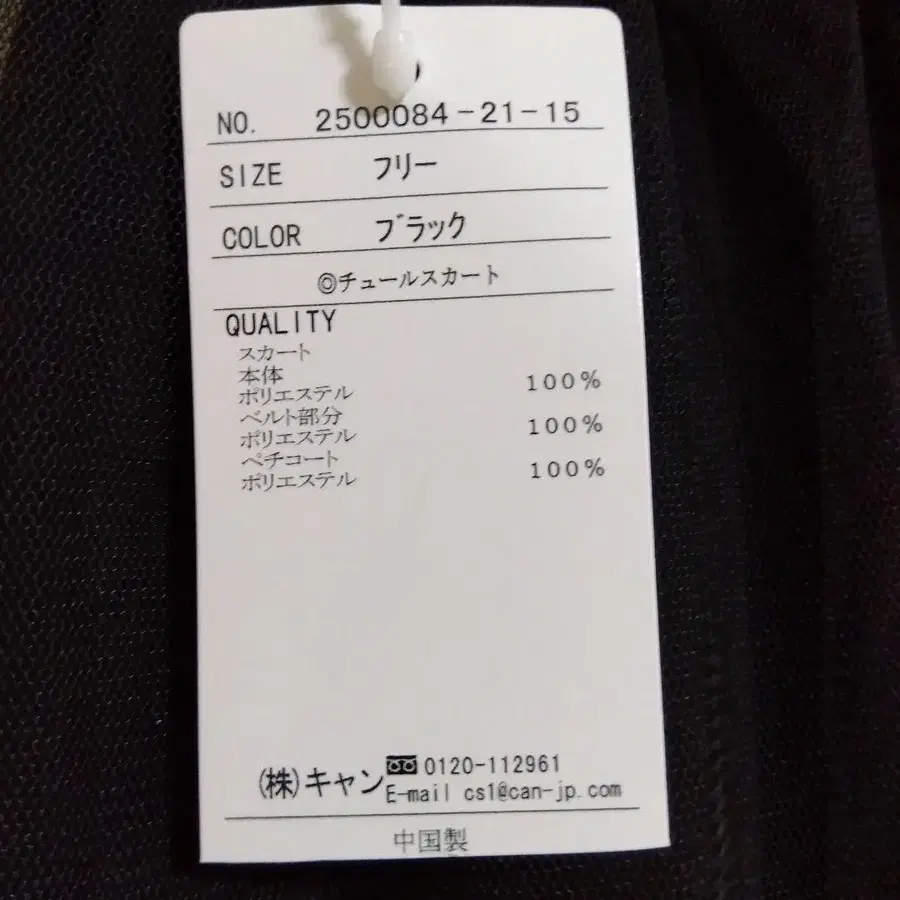 NO. 2500084-21-15
SIZE フリー
COLOR ブラック
◎チュールスカート
QUALITY
スカート
本体
ポリエステル 100%
ベルト部分
ポリエステル 100%
ペチコート
ポリエステル 100%
(株)キャン 0120-112961
E-mail cs1@can-jp.com
中国製